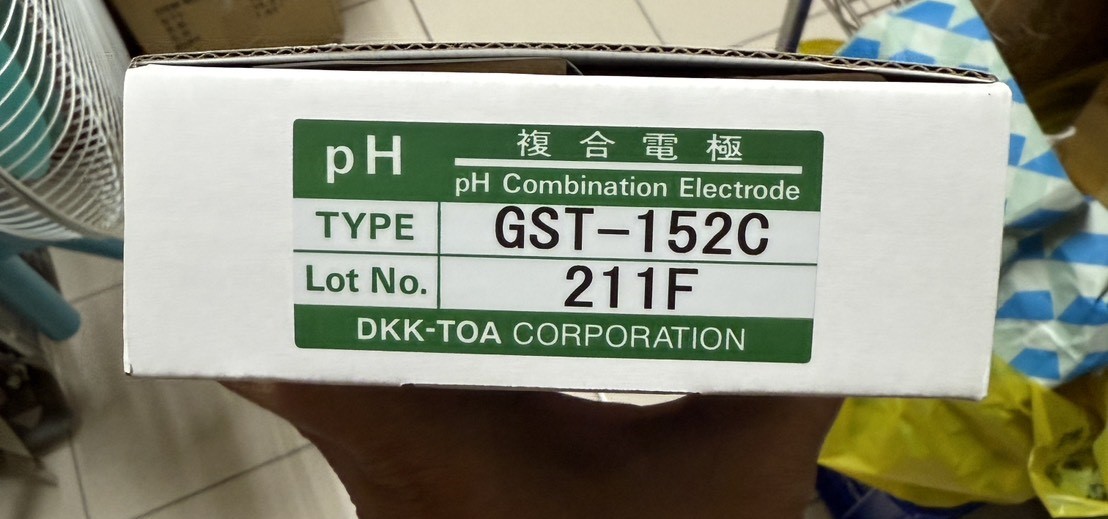 pH
複合電極
pH Combination Electrode
TYPE GST-152C
Lot No. 211F
DKK-TOA CORPORATION